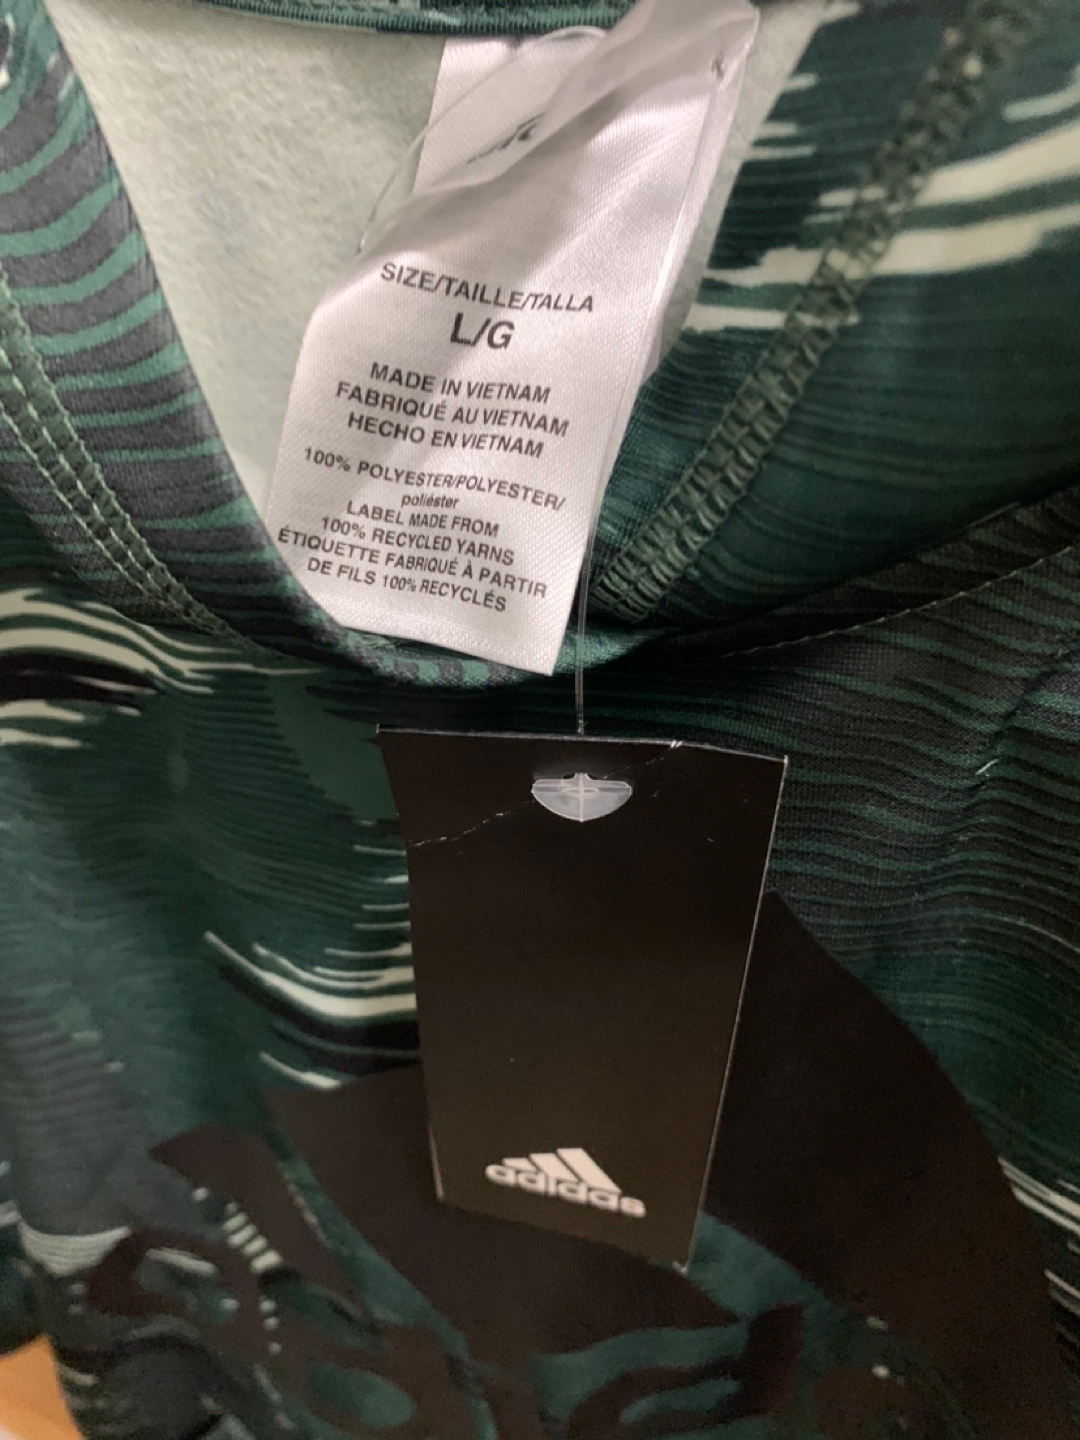 SIZE/TAILLE/TALLA
L/G
MADE IN VIETNAM
FABRIQUÉ AU VIETNAM
HECHO EN VIETNAM
100% POLYESTER/POLYESTER/
poliéster
LABEL MADE FROM
100% RECYCLED YARNS
ÉTIQUETTE FABRIQUÉ À PARTIR
DE FILS 100% RECYCLÉS
adidas